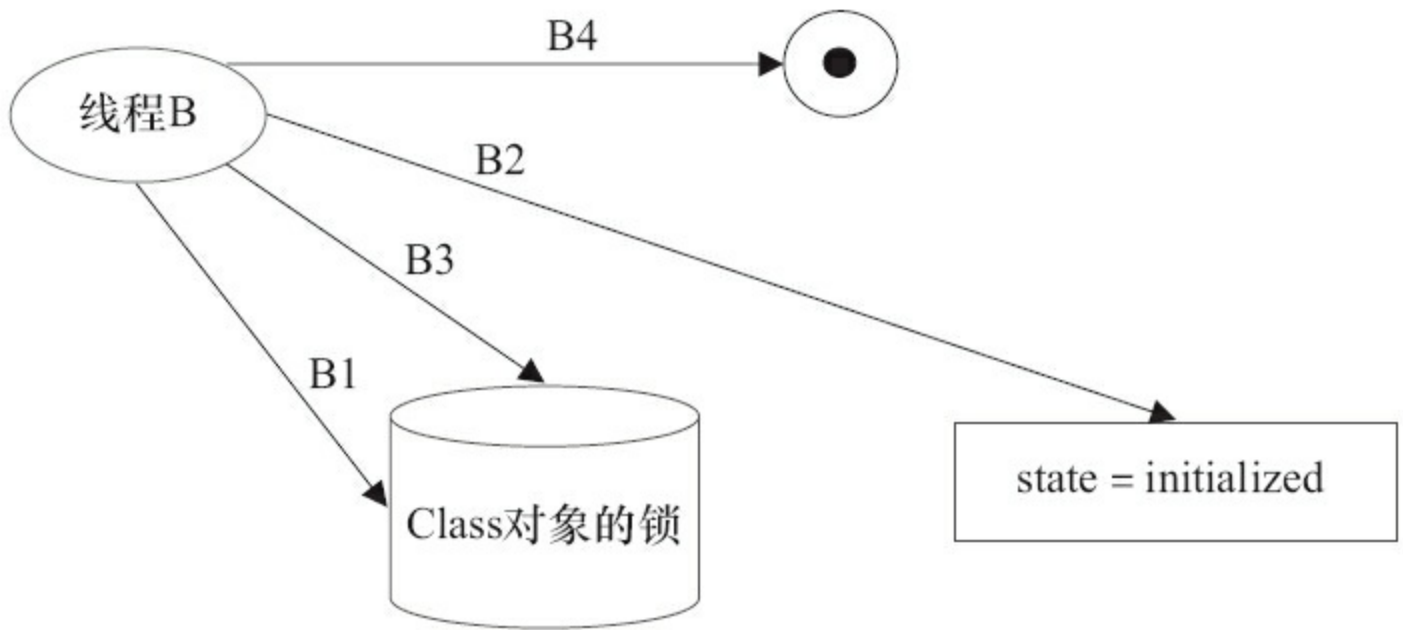 B4
线程B
B2
B3
B1
Class对象的锁
state = initialized